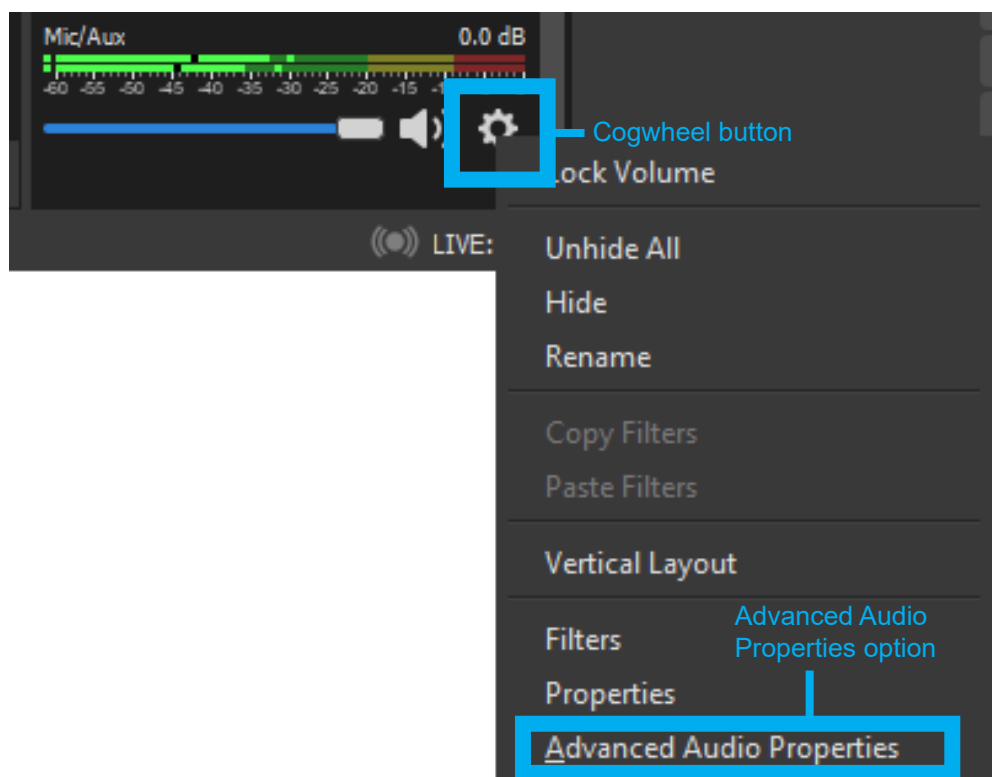 Mic/Aux 0.0 dB
-60 -55 -50 -45 -40 -35 -30 -25 -20 -15
Cogwheel button
Lock Volume
LIVE:
Unhide All
Hide
Rename
Copy Filters
Paste Filters
Vertical Layout
Advanced Audio
Properties option
Filters
Properties
Advanced Audio Properties